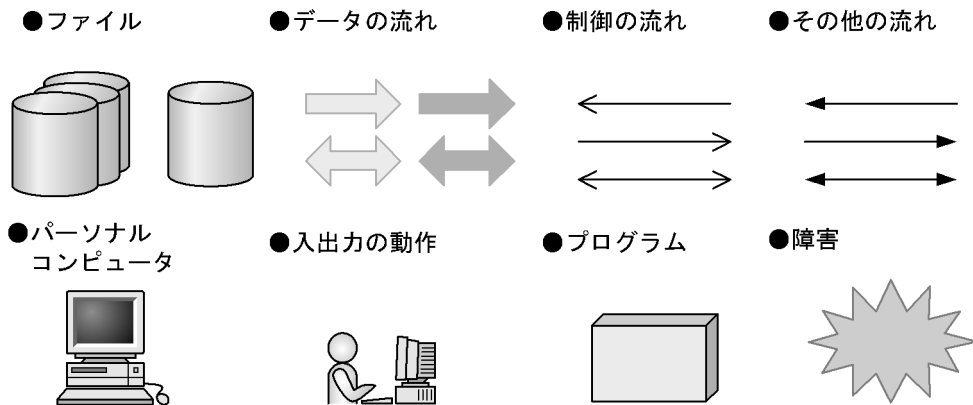 ●ファイル
●データの流れ
●制御の流れ
●その他の流れ
●パーソナル
コンピュータ
●入出力の動作
●プログラム
●障害